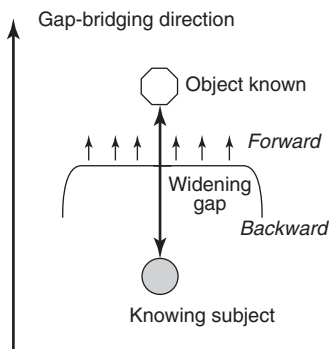 Gap-bridging direction
Object known
Forward
Widening
gap
Backward
Knowing subject